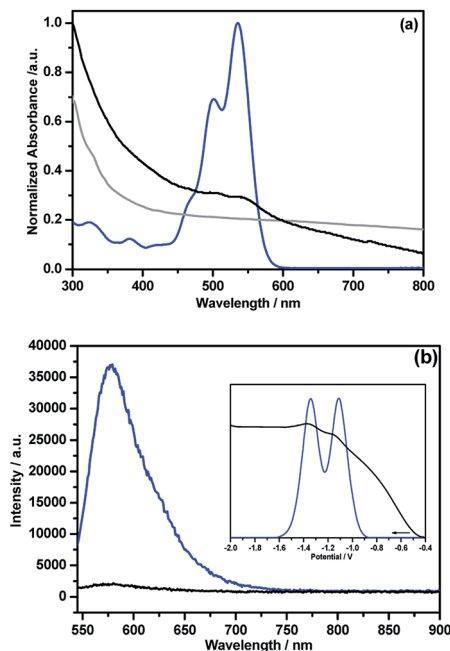 (a)
Normalized Absorbance /a.u.
1.0
0.8
0.6
0.4
0.2
0.0
300 400 500 600 700 800
Wavelength / nm
(b)
Intensity / a.u.
40000
35000
30000
25000
20000
15000
10000
5000
0
-2.0 -1.8 -1.6 -1.4 -1.2 -1.0 -0.8 -0.6 -0.4
Potential / V
550 600 650 700 750 800 850 900
Wavelength / nm